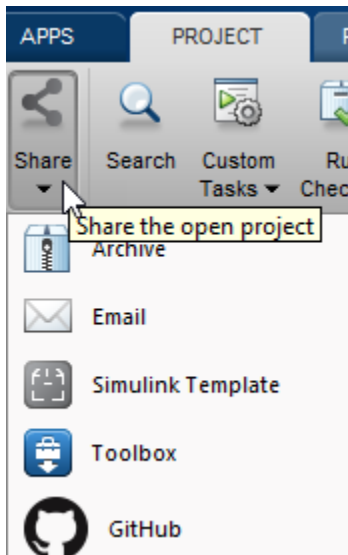 APPS
PROJECT
Share
Search
Custom
Tasks
Share the open project
Archive
Email
Simulink Template
Toolbox
GitHub